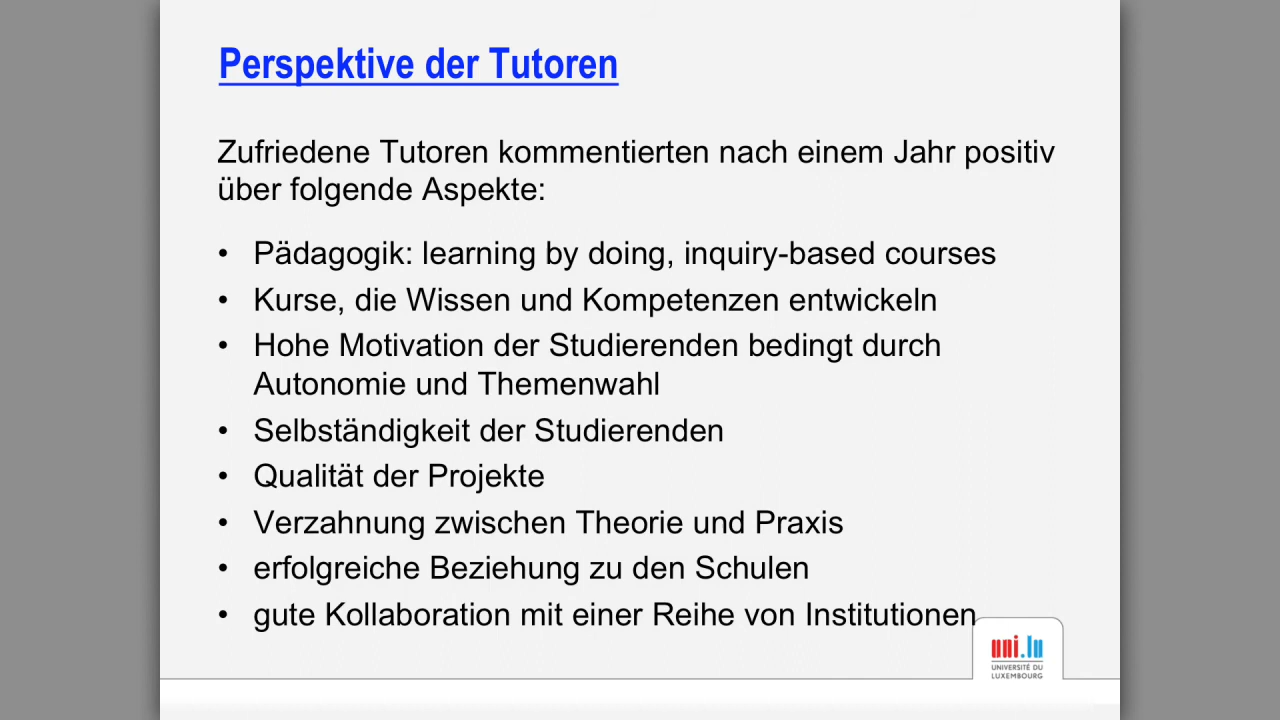 Perspektive der Tutoren
Zufriedene Tutoren kommentierten nach einem Jahr positiv
über folgende Aspekte:
• Pädagogik: learning by doing, inquiry-based courses
• Kurse, die Wissen und Kompetenzen entwickeln
• Hohe Motivation der Studierenden bedingt durch
Autonomie und Themenwahl
• Selbständigkeit der Studierenden
• Qualität der Projekte
• Verzahnung zwischen Theorie und Praxis
• erfolgreiche Beziehung zu den Schulen
• gute Kollaboration mit einer Reihe von Institutionen
uni.lu
UNIVERSITÉ DU
LUXEMBOURG